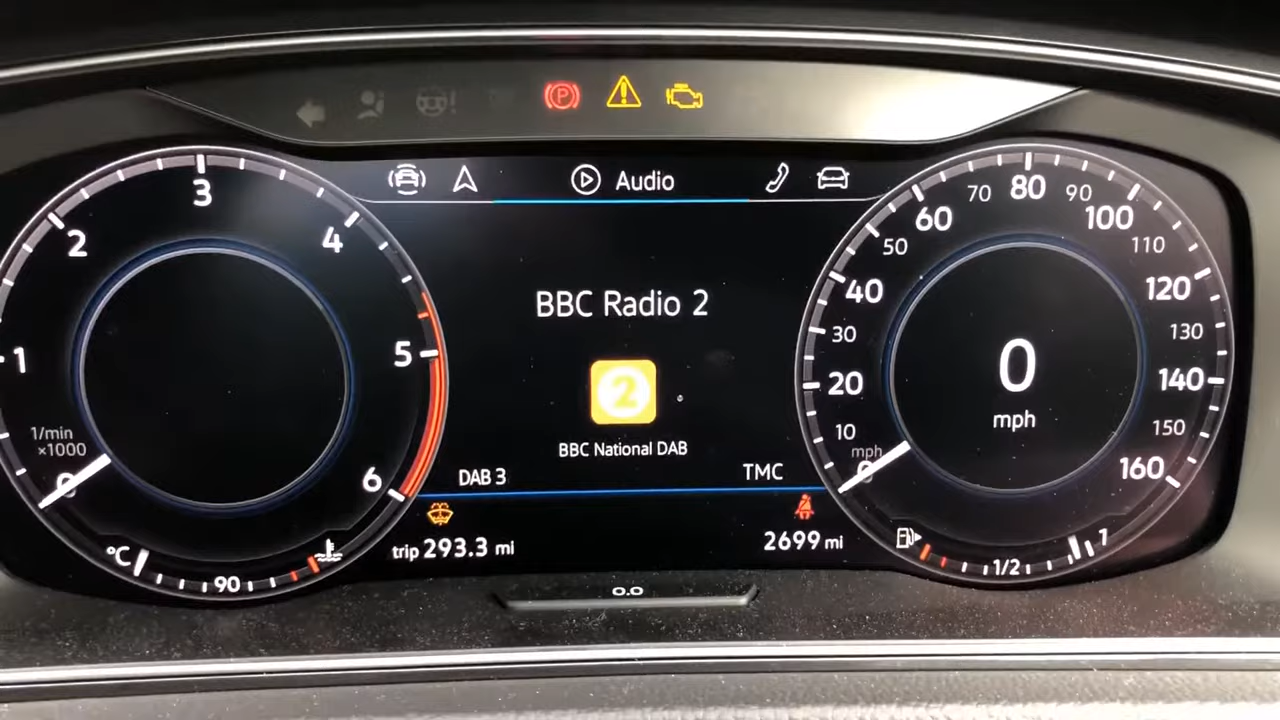 P
Audio
1
2
3
4
5
6
0
1/min
x1000
°C
90
BBC Radio 2
2
BBC National DAB
DAB 3
TMC
trip 293.3 mi
2699 mi
0.0
0
10
20
30
40
50
60
70
80
90
100
110
120
130
140
150
160
mph
0
mph
1/2
1